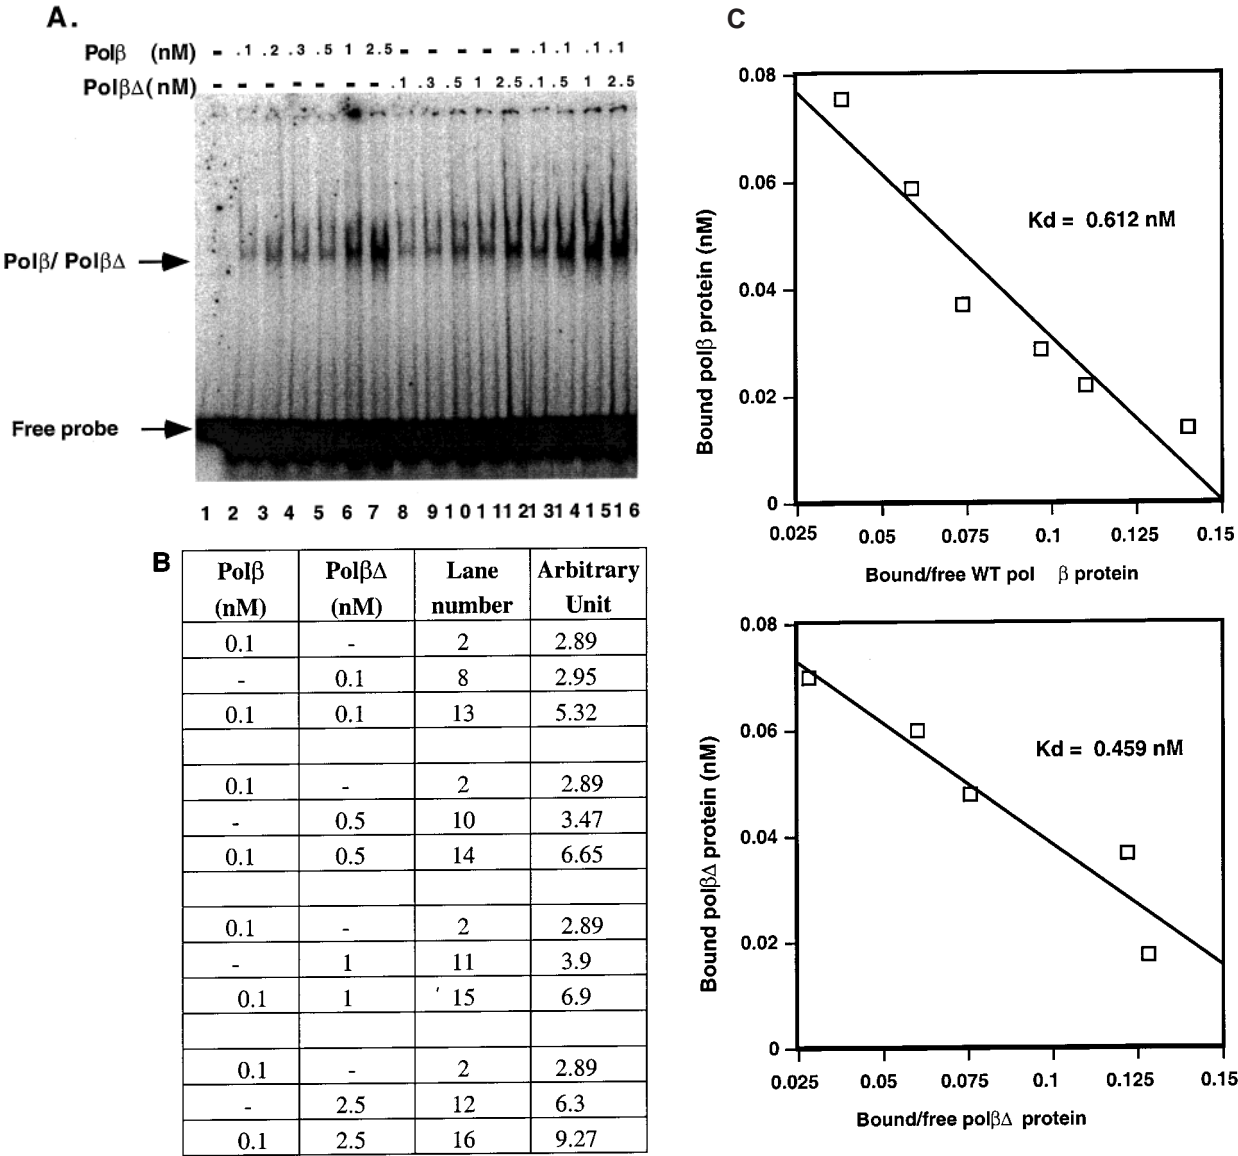 A.
Polβ (nM) - .1 .2 .3 .5 1 2.5 - - - - - .1 .1 .1 .1
PolβΔ(nM) - - - - - - - .1 .3 .5 1 2.5 .1 .5 1 2.5
Polβ/ PolβΔ
Free probe
1 2 3 4 5 6 7 8 9 1 0 1 11 21 31 4 1 51 6
B
Polβ (nM) PolβΔ (nM) Lane number Arbitrary Unit
0.1 - 2 2.89
- 0.1 8 2.95
0.1 0.1 13 5.32
0.1 - 2 2.89
- 0.5 10 3.47
0.1 0.5 14 6.65
0.1 - 2 2.89
- 1 11 3.9
0.1 1 15 6.9
0.1 - 2 2.89
- 2.5 12 6.3
0.1 2.5 16 9.27
C
Bound polβ protein (nM)
0.08
0.06
0.04
0.02
0
Kd = 0.612 nM
0.025 0.05 0.075 0.1 0.125 0.15
Bound/free WT pol β protein
Bound polβΔ protein (nM)
0.08
0.06
0.04
0.02
0
Kd = 0.459 nM
0.025 0.05 0.075 0.1 0.125 0.15
Bound/free polβΔ protein